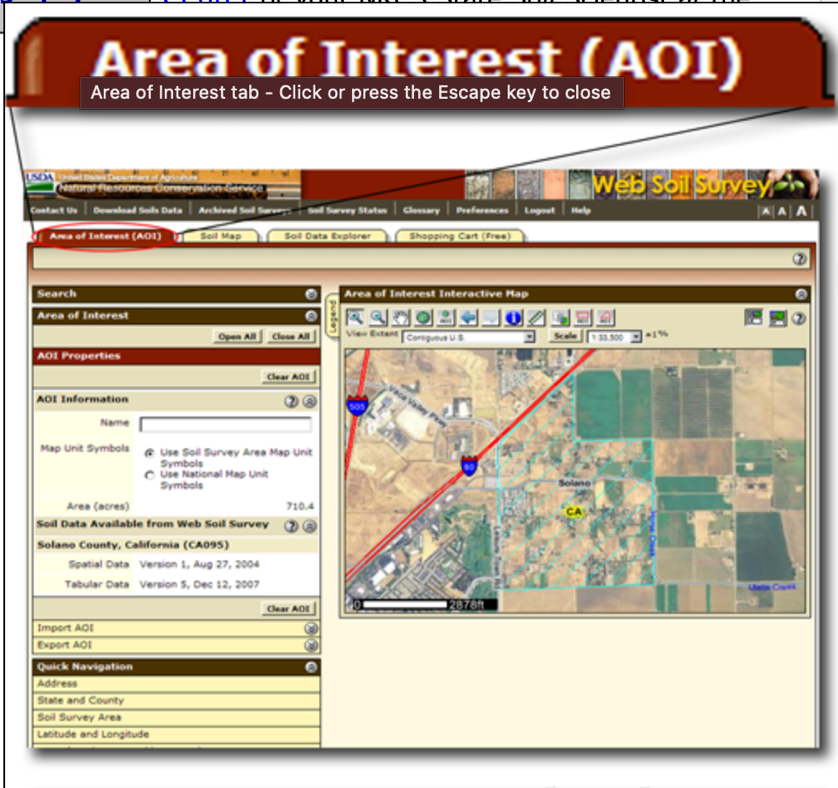 Area of Interest (AOI)
Area of Interest tab - Click or press the Escape key to close
USDA United States Department of Agriculture
Natural Resources Conservation Service
Web Soil Survey
Contact Us | Download Soils Data | Archived Soil Surveys | Soil Survey Status | Glossary | Preferences | Logout | Help | A | A | A
Area of Interest (AOI) Soil Map Soil Data Explorer Shopping Cart (Free)
Search
Area of Interest
Open All Close All
AOI Properties
Clear AOI
AOI Information
Name
Map Unit Symbols
Use Soil Survey Area Map Unit
Symbols
Use National Map Unit
Symbols
Area (acres) 710.4
Soil Data Available from Web Soil Survey
Solano County, California (CA095)
Spatial Data Version 1, Aug 27, 2004
Tabular Data Version 5, Dec 12, 2007
Clear AOI
Import AOI
Export AOI
Quick Navigation
Address
State and County
Soil Survey Area
Latitude and Longitude
Legend
Area of Interest Interactive Map
View Extent Contiguous U.S. Scale 1:33,500 ±1%
505
Vaca Valley Pkwy
80
Solano
CA
Leisure Town Rd
Horse Creek
Ulatis Creek
0 2878ft